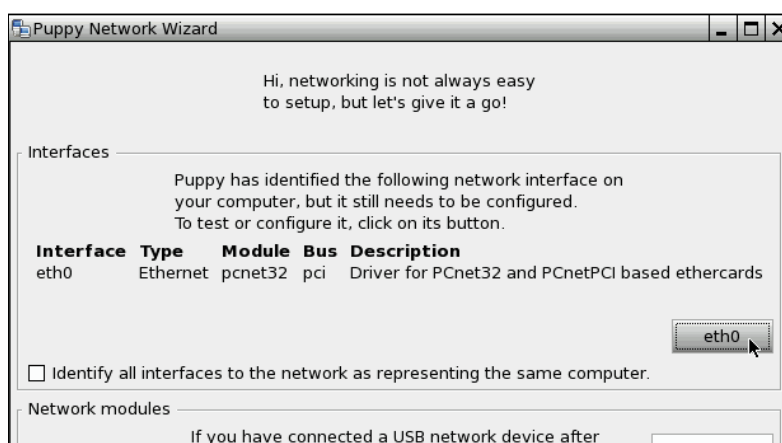 Puppy Network Wizard
Hi, networking is not always easy
to setup, but let's give it a go!
Interfaces
Puppy has identified the following network interface on
your computer, but it still needs to be configured.
To test or configure it, click on its button.
Interface Type Module Bus Description
eth0 Ethernet pcnet32 pci Driver for PCnet32 and PCnetPCI based ethercards
eth0
Identify all interfaces to the network as representing the same computer.
Network modules
If you have connected a USB network device after